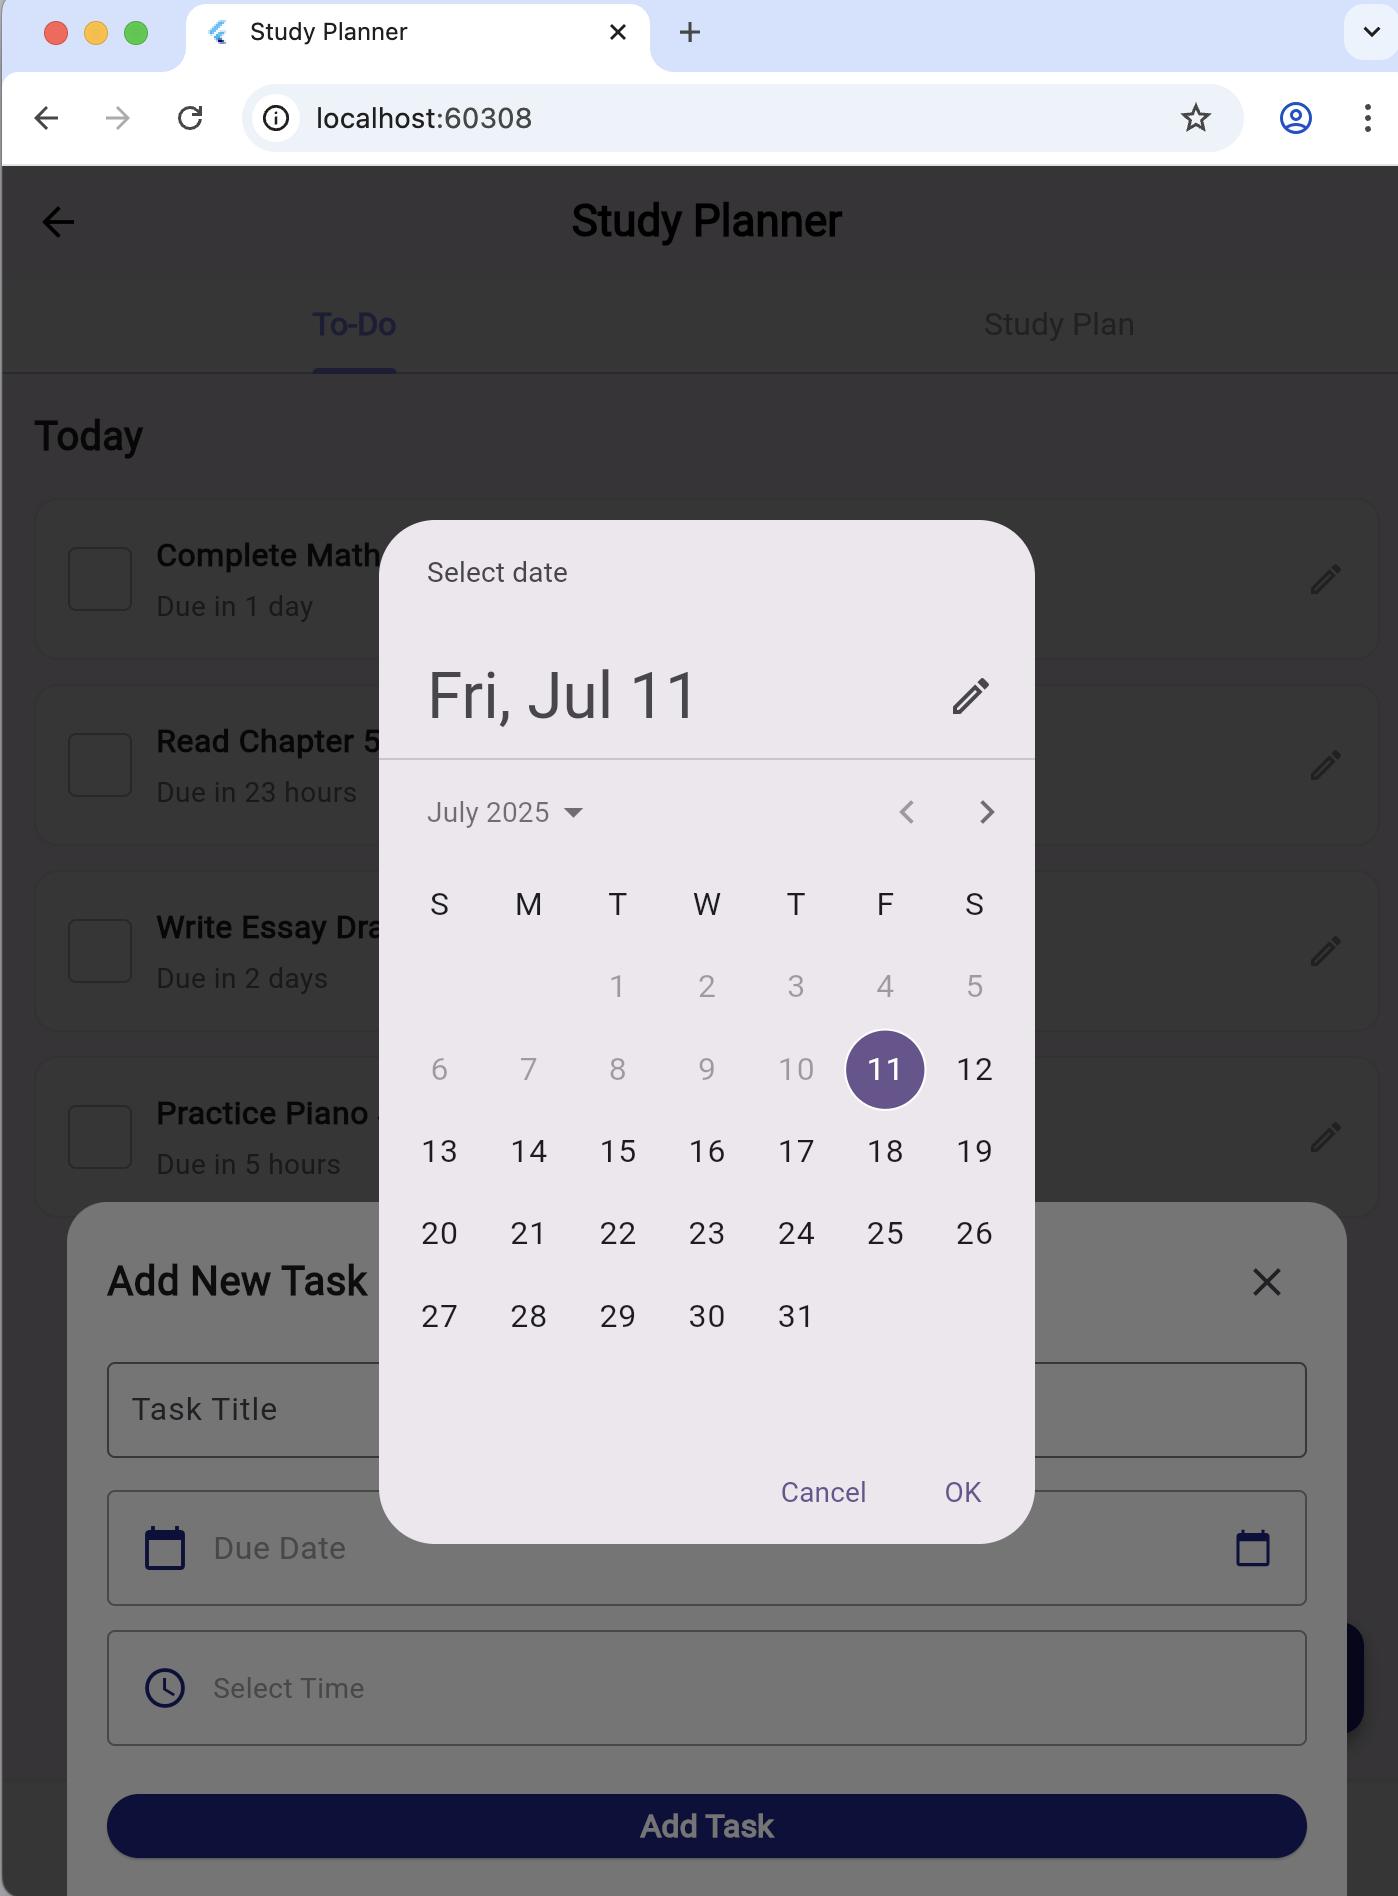 Study Planner
localhost:60308
Study Planner
To-Do
Study Plan
Today
Complete Math
Due in 1 day
Read Chapter 5
Due in 23 hours
Write Essay Dra
Due in 2 days
Practice Piano
Due in 5 hours
Select date
Fri, Jul 11
July 2025
S M T W T F S
1 2 3 4 5
6 7 8 9 10 11 12
13 14 15 16 17 18 19
20 21 22 23 24 25 26
27 28 29 30 31
Cancel OK
Add New Task
Task Title
Due Date
Select Time
Add Task